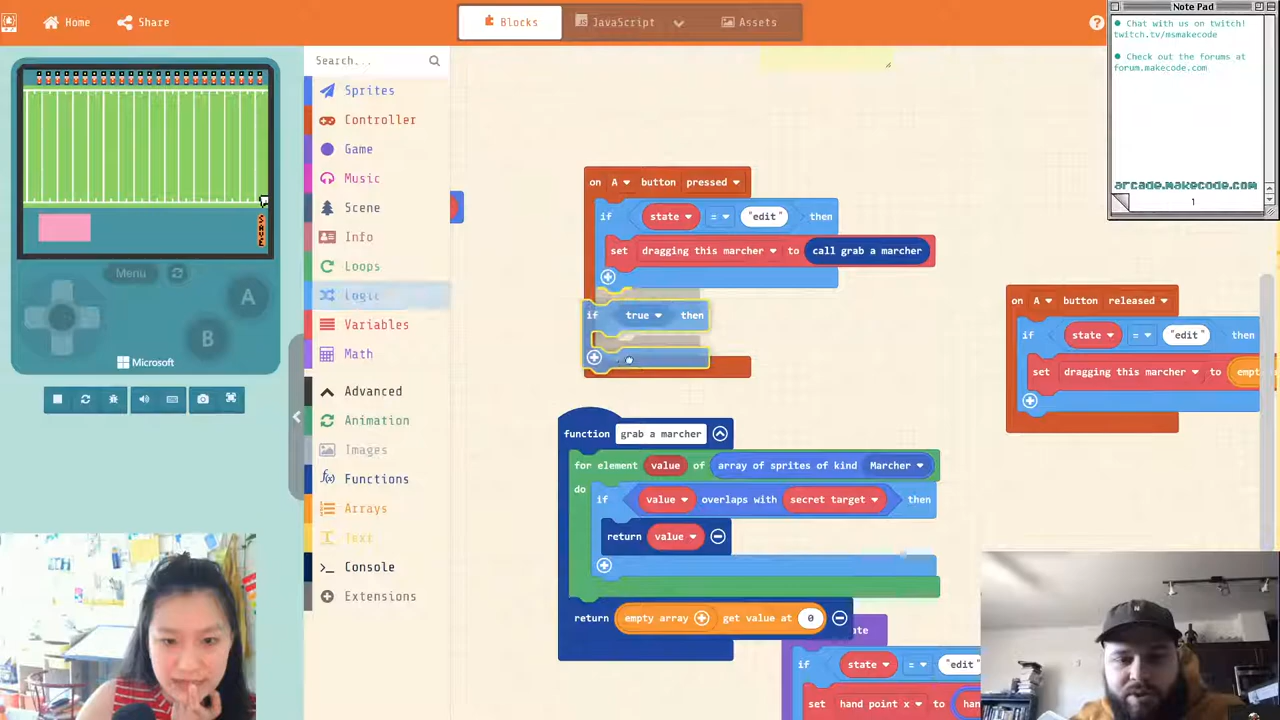 Home
Share
Blocks
JavaScript
Assets
?
Note Pad
Chat with us on twitch!
twitch.tv/msmakecode
Check out the forums at
forum.makecode.com
arcade.makecode.com
1
SAVE
Menu
A
B
Microsoft
Search...
Sprites
Controller
Game
Music
Scene
Info
Loops
Logic
Variables
Math
Advanced
Animation
Images
Functions
Arrays
Text
Console
Extensions
on A button pressed
if state = "edit" then
set dragging this marcher to call grab a marcher
if true then
function grab a marcher
for element value of array of sprites of kind Marcher
do
if value overlaps with secret target then
return value
return empty array get value at 0
on A button released
if state = "edit" then
set dragging this marcher to
if state = "edit"
set hand point x to